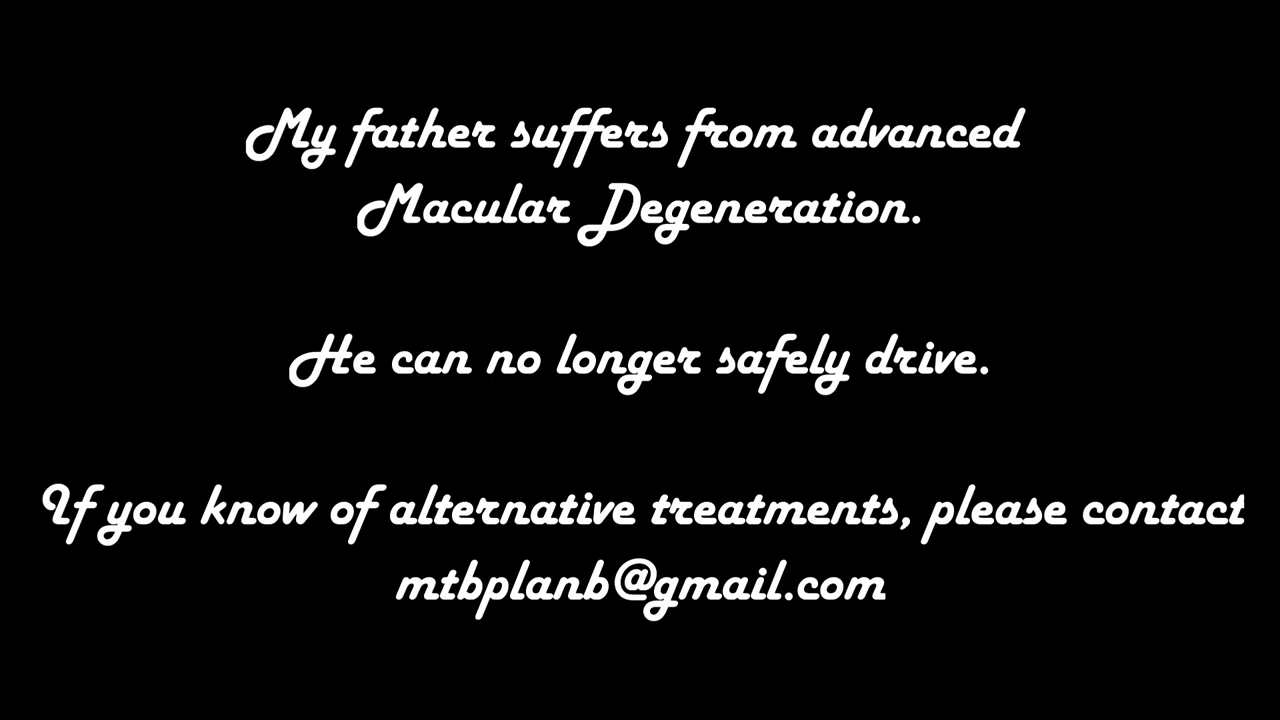 My father suffers from advanced
Macular Degeneration.
He can no longer safely drive.
If you know of alternative treatments, please contact
mtbplanb@gmail.com